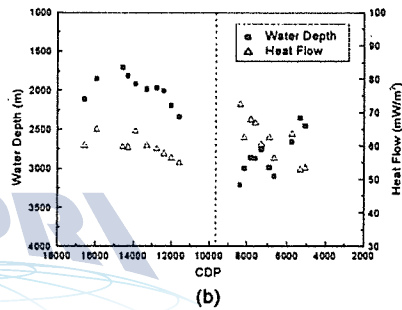 1000
1500
2000
2500
3000
3500
4000
Water Depth (m)
100
90
80
70
60
50
40
30
Heat Flow (mW/m²)
Water Depth
Heat Flow
18000 16000 14000 12000 10000 8000 6000 4000 2000
CDP
(b)
PRI